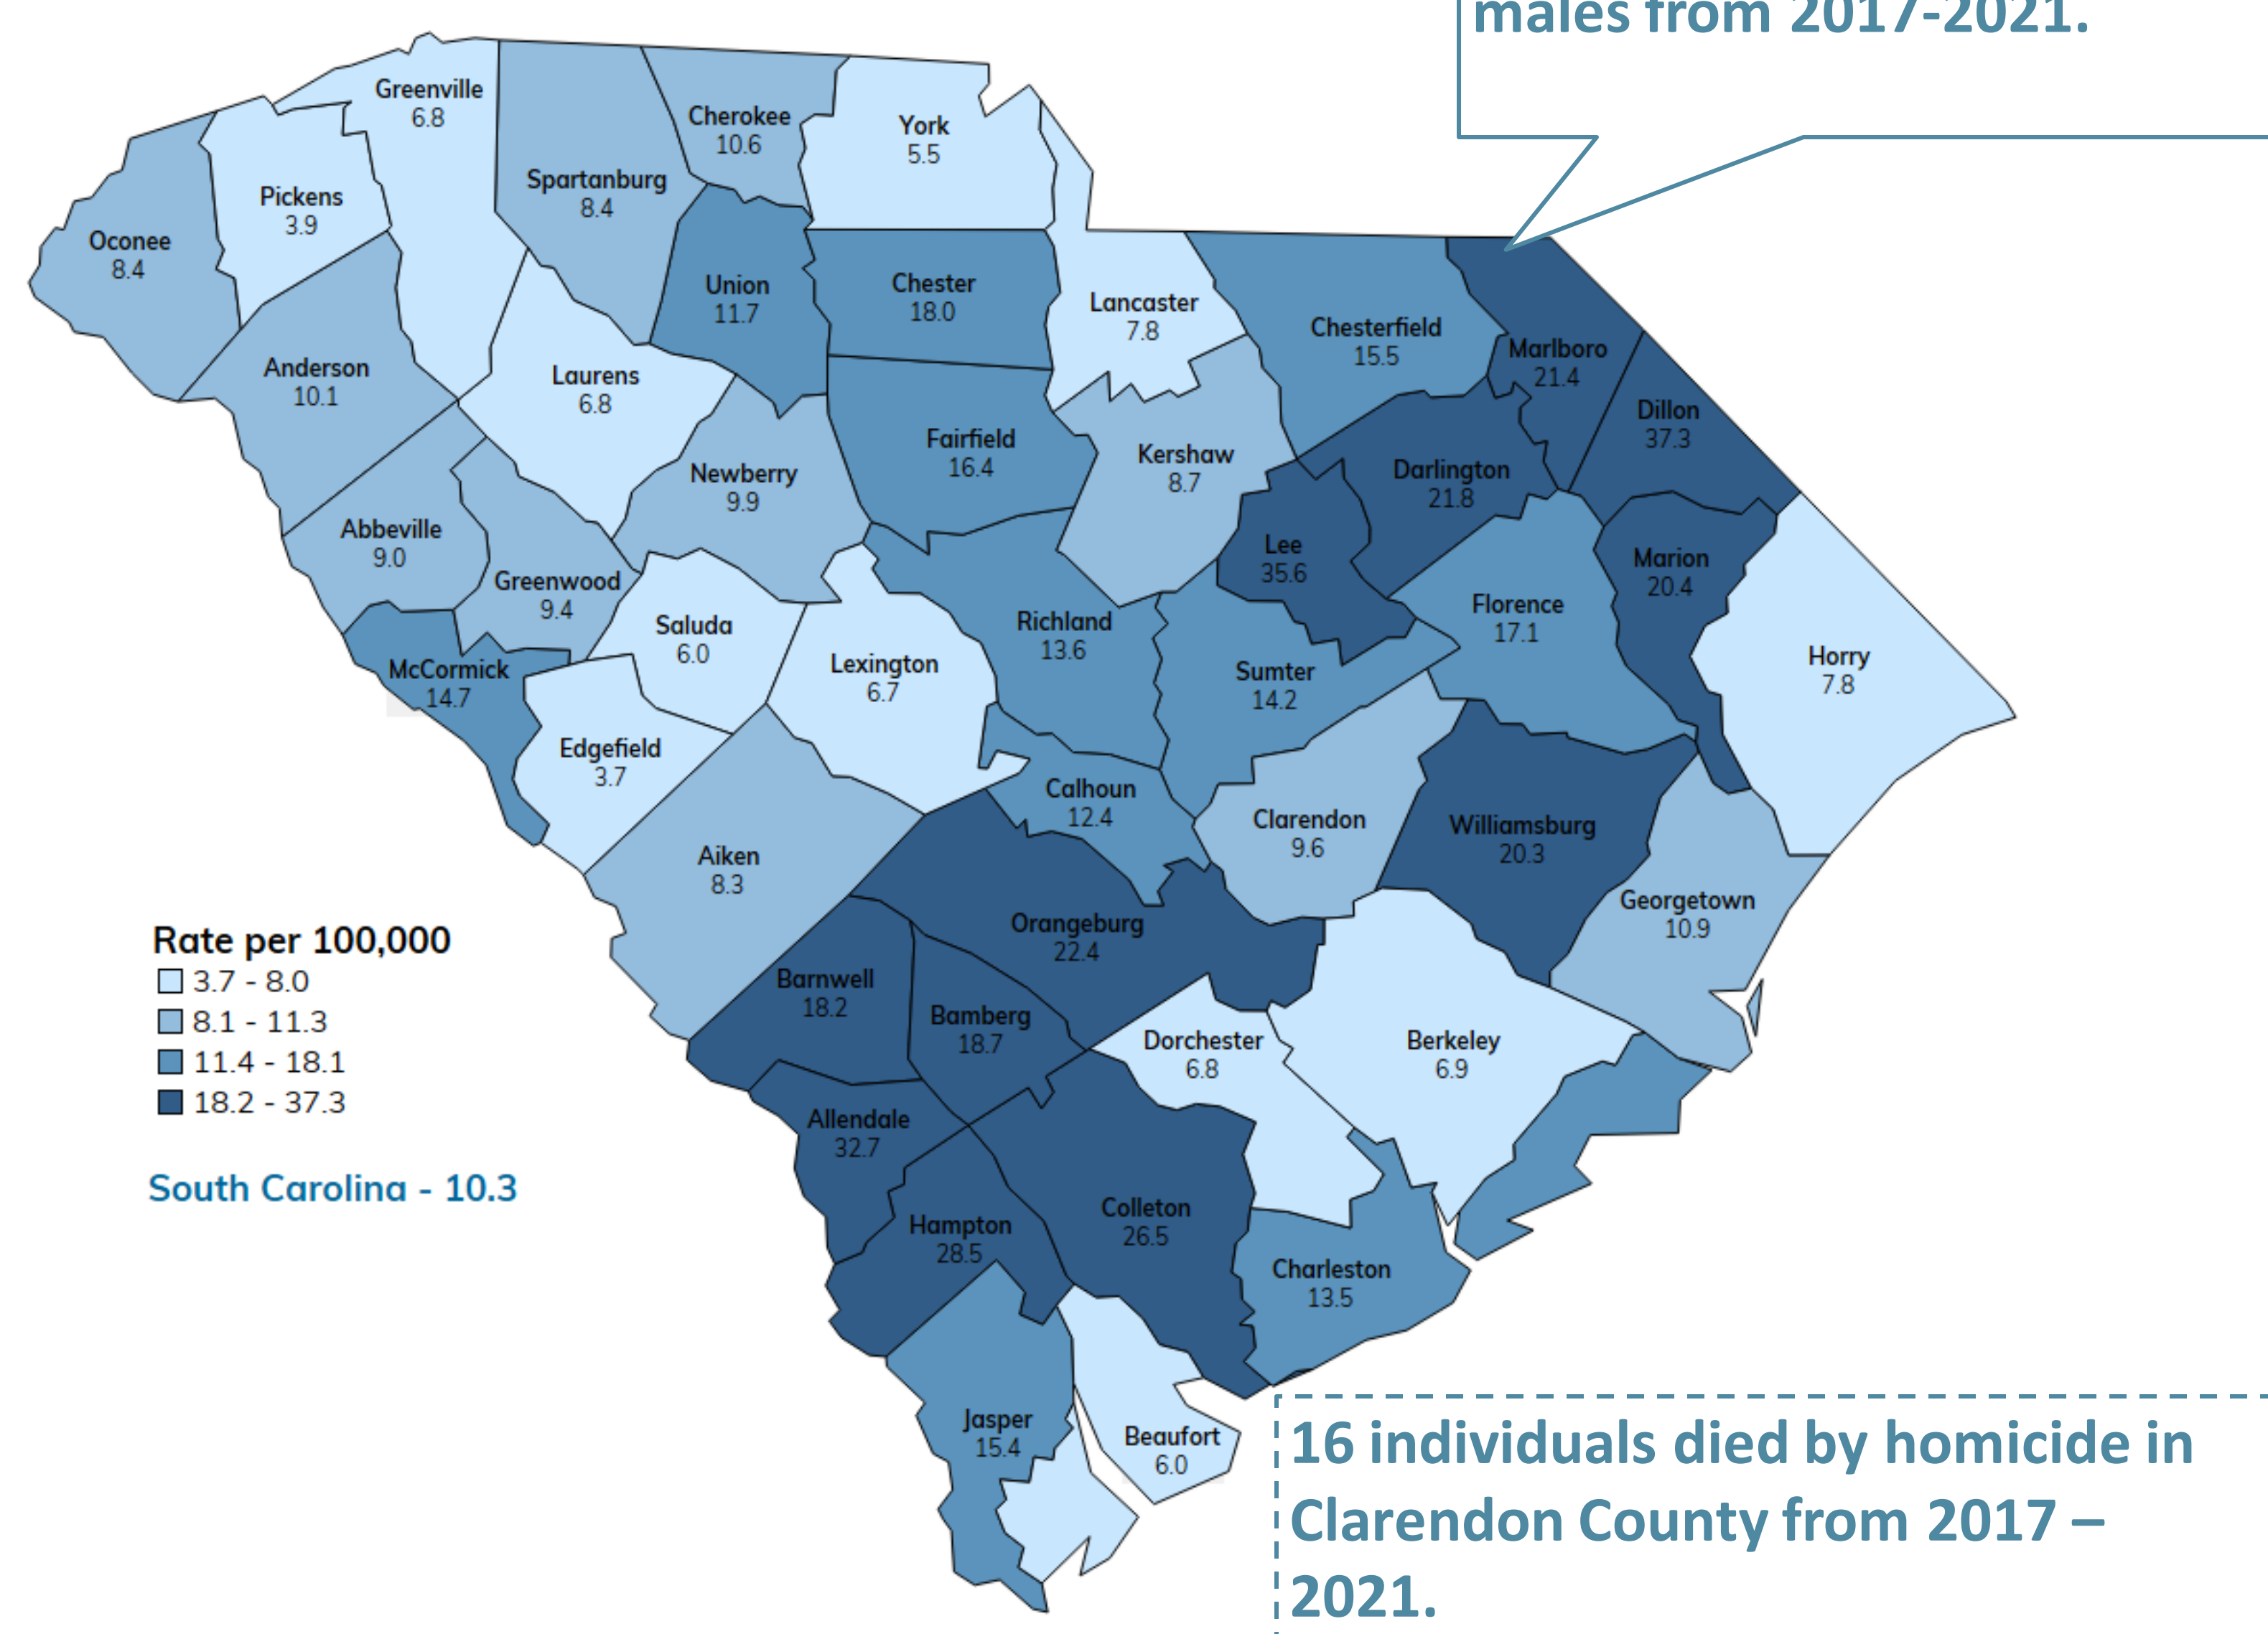 males from 2017-2021.
Greenville
6.8
Cherokee
10.6
York
5.5
Spartanburg
8.4
Pickens
3.9
Oconee
8.4
Union
11.7
Chester
18.0
Lancaster
7.8
Chesterfield
15.5
Marlboro
21.4
Anderson
10.1
Laurens
6.8
Dillon
37.3
Fairfield
16.4
Kershaw
8.7
Newberry
9.9
Darlington
21.8
Abbeville
9.0
Lee
35.6
Marion
20.4
Greenwood
9.4
Florence
17.1
Saluda
6.0
Richland
13.6
Horry
7.8
McCormick
14.7
Lexington
6.7
Sumter
14.2
Edgefield
3.7
Calhoun
12.4
Clarendon
9.6
Williamsburg
20.3
Aiken
8.3
Georgetown
10.9
Orangeburg
22.4
Barnwell
18.2
Bamberg
18.7
Dorchester
6.8
Berkeley
6.9
Rate per 100,000
3.7 - 8.0
8.1 - 11.3
11.4 - 18.1
18.2 - 37.3
South Carolina - 10.3
Allendale
32.7
Hampton
28.5
Colleton
26.5
Charleston
13.5
Jasper
15.4
Beaufort
6.0
16 individuals died by homicide in
Clarendon County from 2017 –
2021.